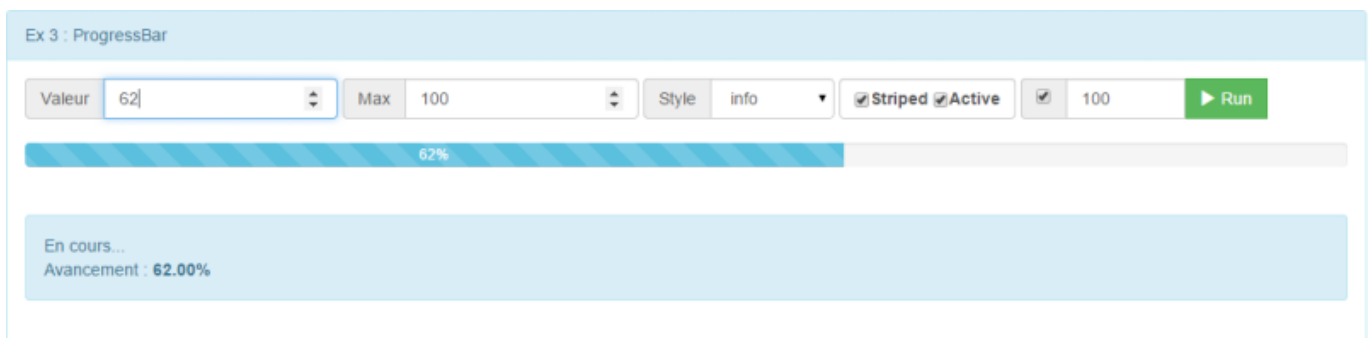 Ex 3 : ProgressBar
Valeur 62 Max 100 Style info Striped Active 100 Run
62%
En cours...
Avancement : 62.00%